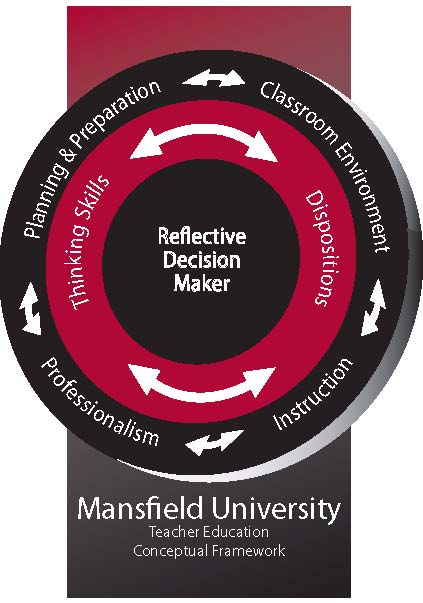 Planning & Preparation
Classroom Environment
Thinking Skills
Dispositions
Reflective
Decision
Maker
Professionalism
Instruction
Mansfield University
Teacher Education
Conceptual Framework